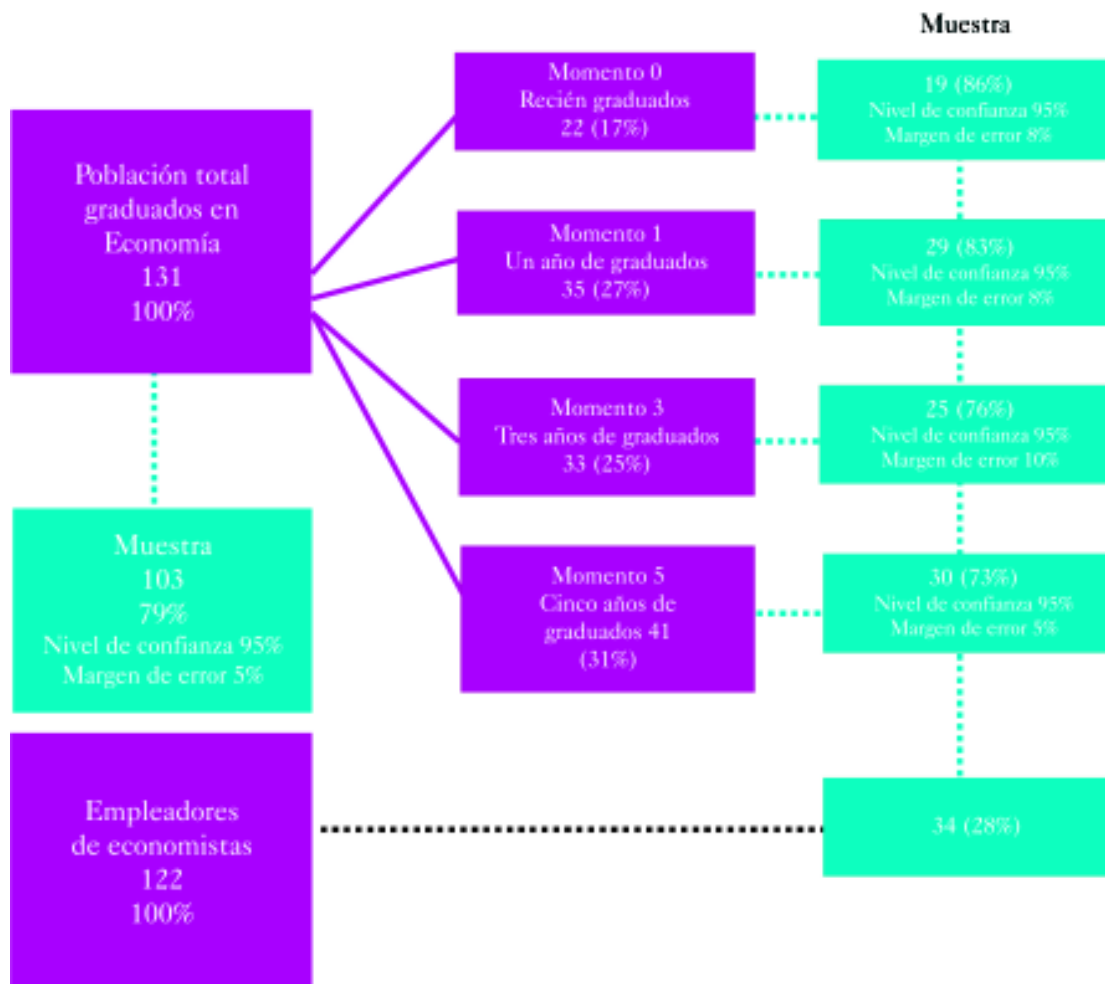 Muestra
Población total
graduados en
Economía
131
100%
Momento 0
Recién graduados
22 (17%)
19 (86%)
Nivel de confianza 95%
Margen de error 8%
Momento 1
Un año de graduados
35 (27%)
29 (83%)
Nivel de confianza 95%
Margen de error 8%
Momento 3
Tres años de graduados
33 (25%)
25 (76%)
Nivel de confianza 95%
Margen de error 10%
Muestra
103
79%
Nivel de confianza 95%
Margen de error 5%
Momento 5
Cinco años de
graduados 41
(31%)
30 (73%)
Nivel de confianza 95%
Margen de error 5%
Empleadores
de economistas
122
100%
34 (28%)